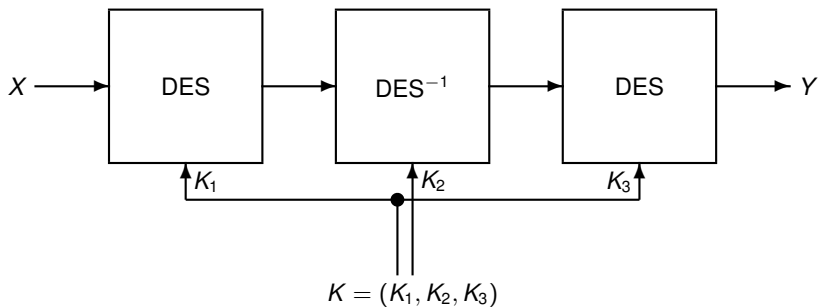 X DES DES⁻¹ DES Y
K₁ K₂ K₃
K = (K₁, K₂, K₃)